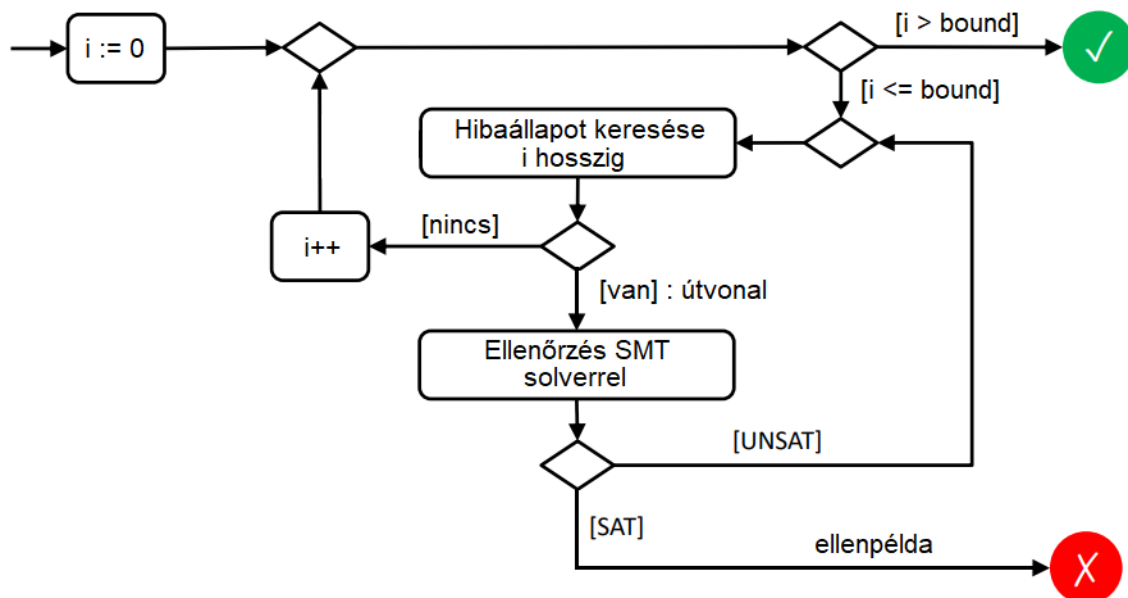 i := 0
[i > bound]
✓
[i <= bound]
Hibaállapot keresése
i hosszig
[nincs]
i++
[van] : útvonal
Ellenőrzés SMT
solverrel
[UNSAT]
[SAT]
ellenpélda
✗